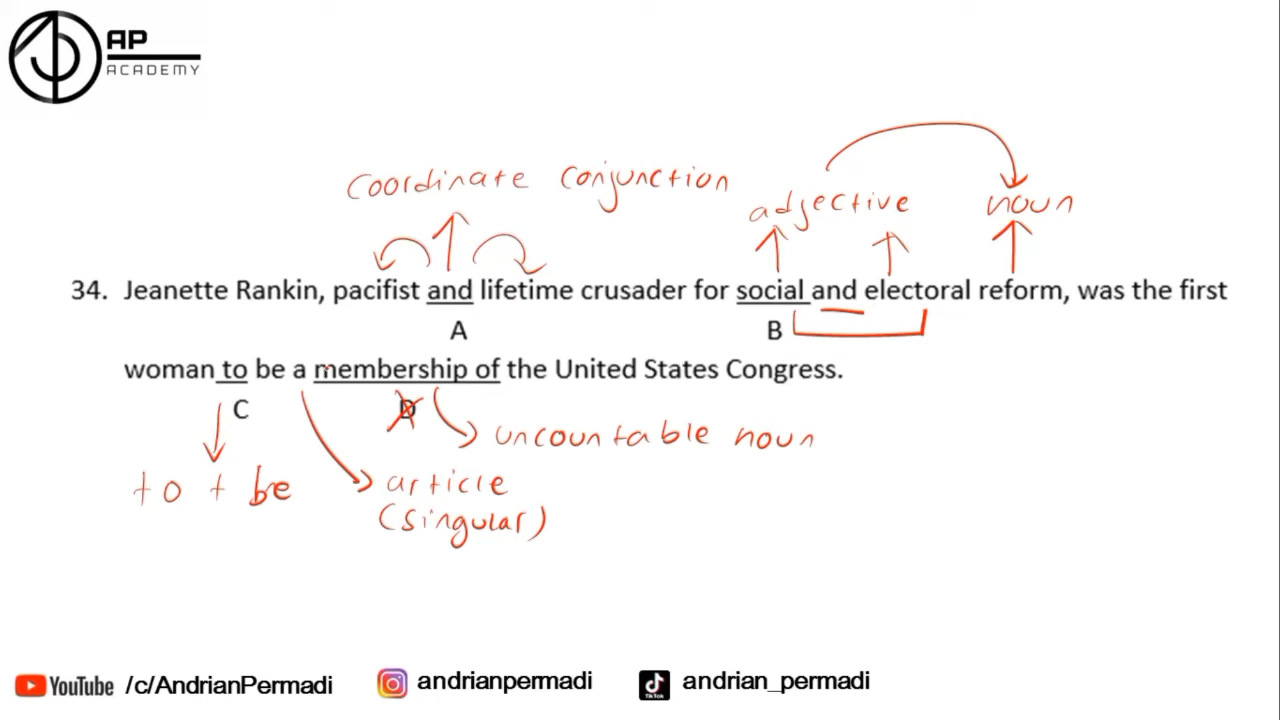 AP
ACADEMY
coordinate conjunction
adjective noun
34. Jeanette Rankin, pacifist and lifetime crusader for social and electoral reform, was the first
A B
woman to be a membership of the United States Congress.
C D
uncountable noun
to + be article
(singular)
YouTube /c/AndrianPermadi andrianpermadi TikTok andrian_permadi